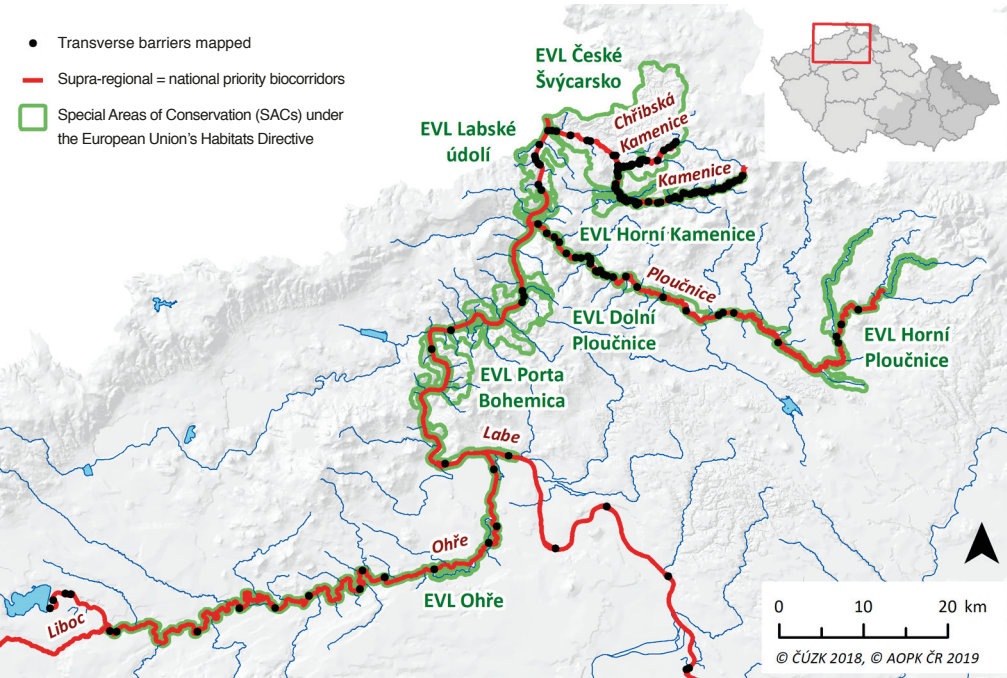 Transverse barriers mapped
Supra-regional = national priority biocorridors
Special Areas of Conservation (SACs) under
the European Union's Habitats Directive
EVL České
Švýcarsko
Chřibská
Kamenice
EVL Labské
údolí
Kamenice
EVL Horní Kamenice
Ploučnice
EVL Dolní
Ploučnice
EVL Horní
Ploučnice
EVL Porta
Bohemica
Labe
Ohře
EVL Ohře
Liboc
0 10 20 km
© ČÚZK 2018, © AOPK ČR 2019